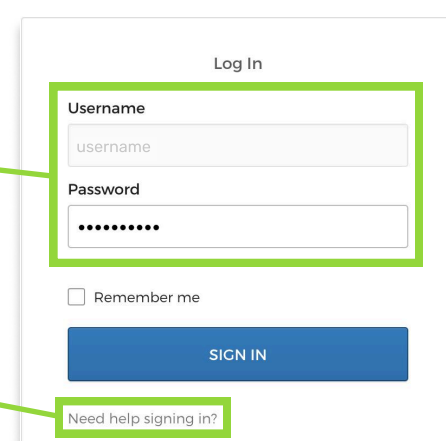 Log In
Username
username
Password
••••••••••
Remember me
SIGN IN
Need help signing in?